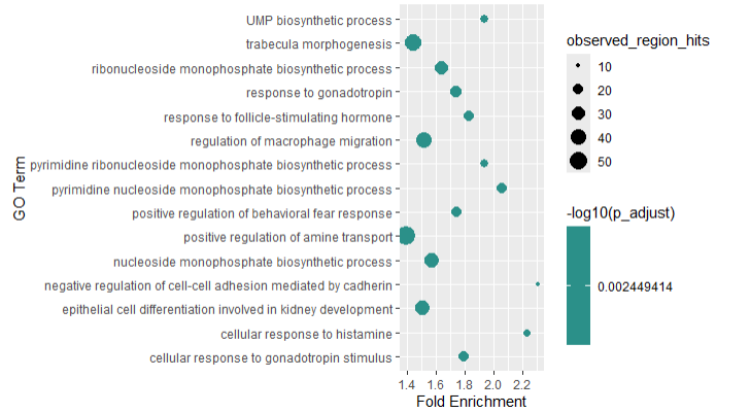 GO Term
UMP biosynthetic process
trabecula morphogenesis
ribonucleoside monophosphate biosynthetic process
response to gonadotropin
response to follicle-stimulating hormone
regulation of macrophage migration
pyrimidine ribonucleoside monophosphate biosynthetic process
pyrimidine nucleoside monophosphate biosynthetic process
positive regulation of behavioral fear response
positive regulation of amine transport
nucleoside monophosphate biosynthetic process
negative regulation of cell-cell adhesion mediated by cadherin
epithelial cell differentiation involved in kidney development
cellular response to histamine
cellular response to gonadotropin stimulus
1.4 1.6 1.8 2.0 2.2
Fold Enrichment
observed_region_hits
10
20
30
40
50
-log10(p_adjust)
0.002449414